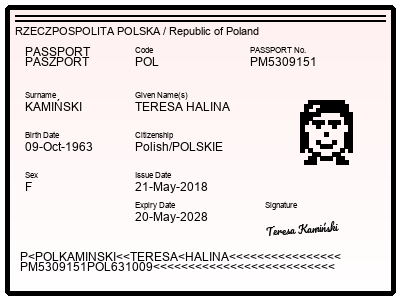 RZECZPOSPOLITA POLSKA / Republic of Poland
PASSPORT
PASZPORT
Code
POL
PASSPORT No.
PM5309151
Surname
KAMIŃSKI
Given Name(s)
TERESA HALINA
Birth Date
09-Oct-1963
Citizenship
Polish/POLSKIE
Sex
F
Issue Date
21-May-2018
Expiry Date
20-May-2028
Signature
Teresa Kamiński
P<POLKAMINSKI<<TERESA<HALINA<<<<<<<<<<<<<<<<
PM5309151POL631009<<<<<<<<<<<<<<<<<<<<<<<<<<